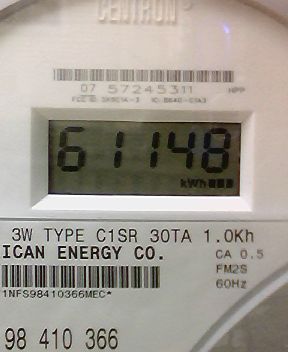 CENTRON
07 57245311
61148
kWh
3W TYPE C1SR 30TA 1.0Kh
ICAN ENERGY CO.
CA 0.5
FM2S
60Hz
1NFS98410366MEC*
98 410 366